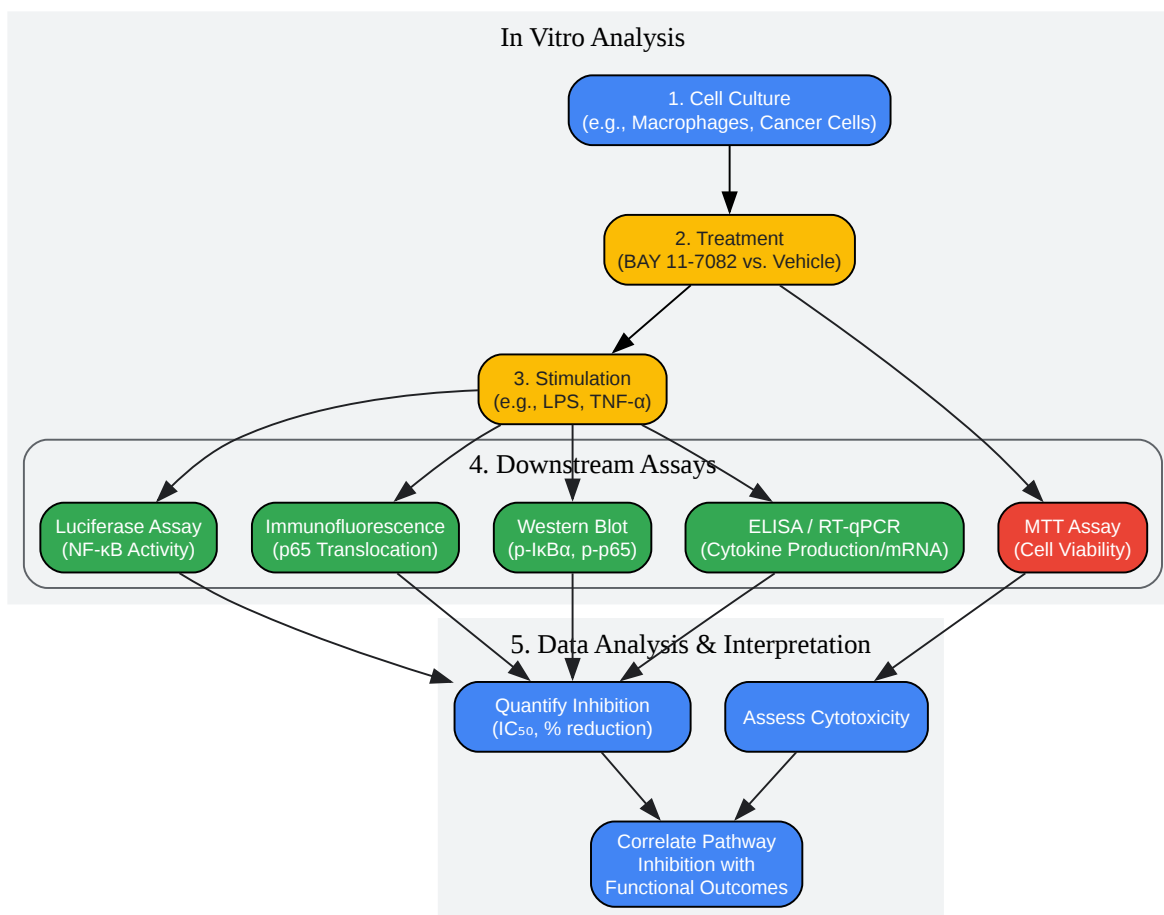 In Vitro Analysis
1. Cell Culture
(e.g., Macrophages, Cancer Cells)
2. Treatment
(BAY 11-7082 vs. Vehicle)
3. Stimulation
(e.g., LPS, TNF-α)
4. Downstream Assays
Luciferase Assay
(NF-κB Activity)
Immunofluorescence
(p65 Translocation)
Western Blot
(p-IκBα, p-p65)
ELISA / RT-qPCR
(Cytokine Production/mRNA)
MTT Assay
(Cell Viability)
5. Data Analysis & Interpretation
Quantify Inhibition
(IC₅₀, % reduction)
Assess Cytotoxicity
Correlate Pathway
Inhibition with
Functional Outcomes